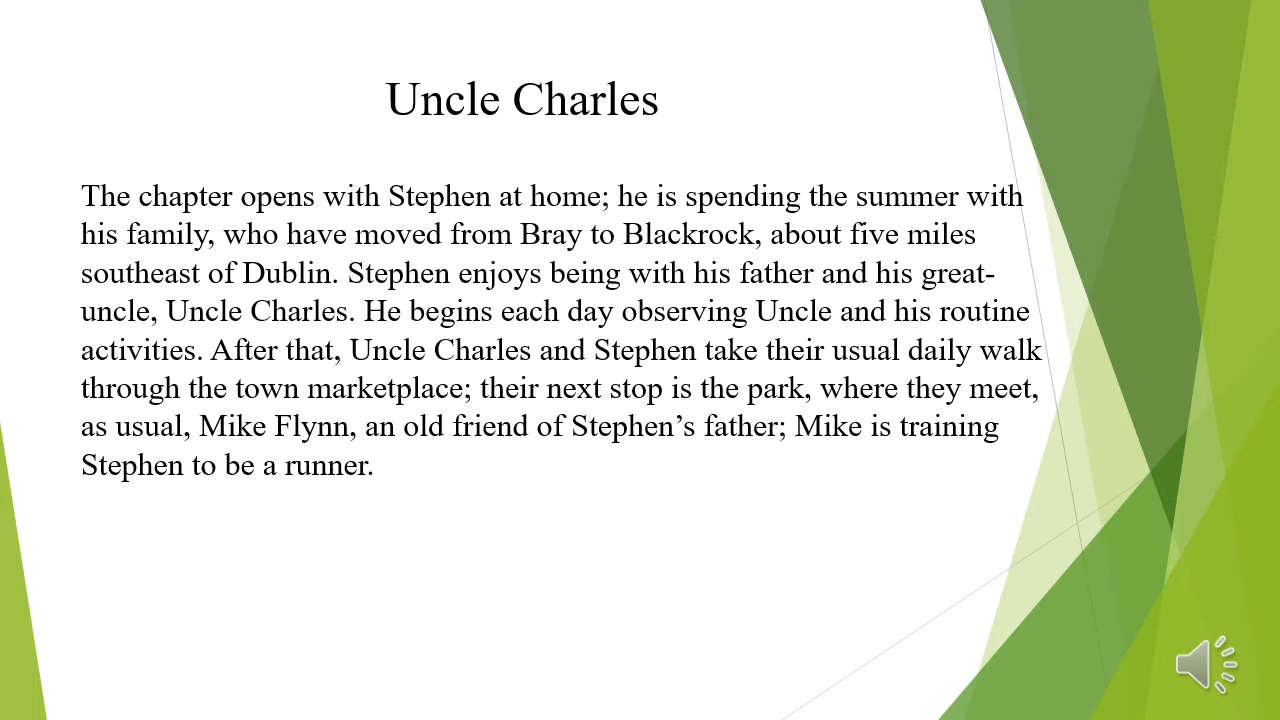 Uncle Charles
The chapter opens with Stephen at home; he is spending the summer with
his family, who have moved from Bray to Blackrock, about five miles
southeast of Dublin. Stephen enjoys being with his father and his great-
uncle, Uncle Charles. He begins each day observing Uncle and his routine
activities. After that, Uncle Charles and Stephen take their usual daily walk
through the town marketplace; their next stop is the park, where they meet,
as usual, Mike Flynn, an old friend of Stephen’s father; Mike is training
Stephen to be a runner.